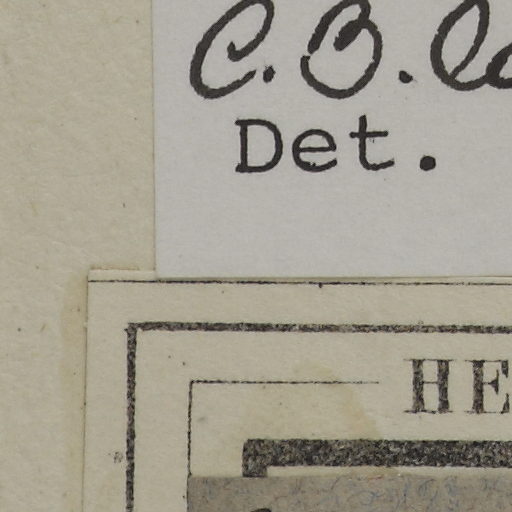 C. B.
Det.
HE